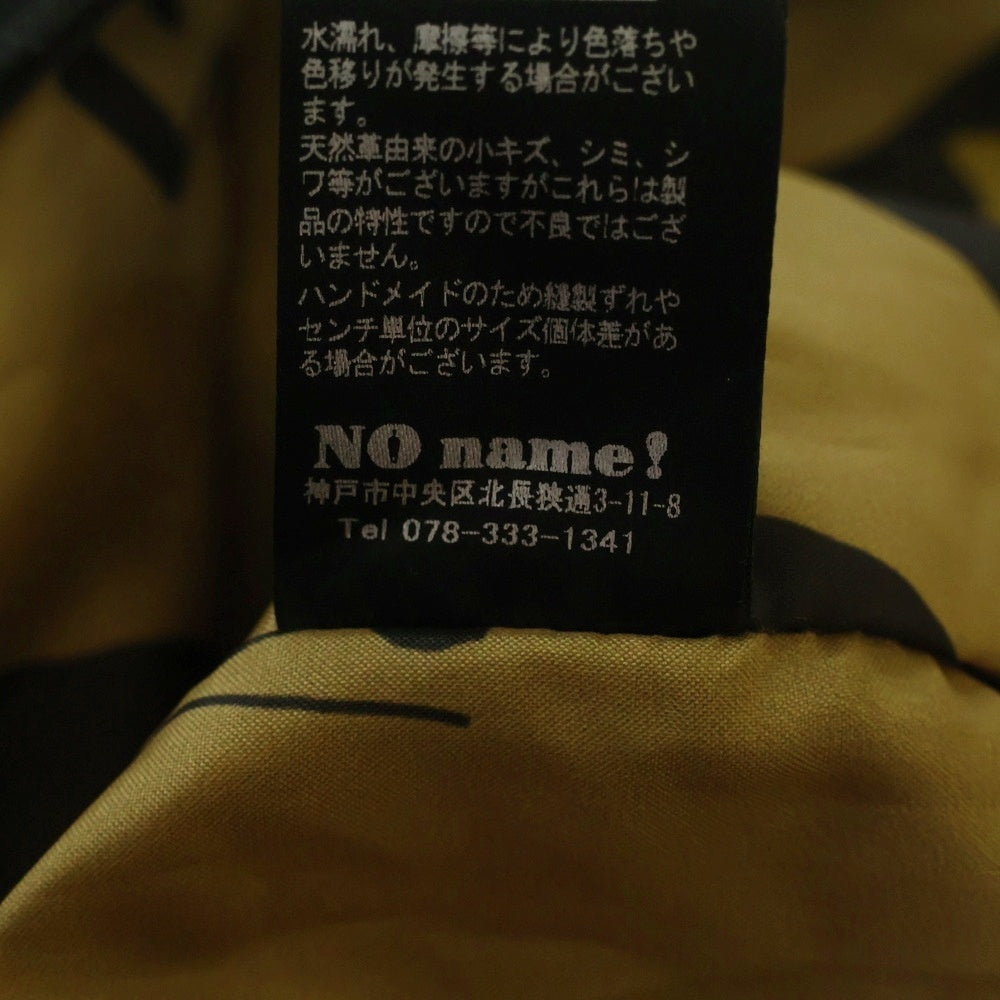 水濡れ、摩擦等により色落ちや
色移りが発生する場合がござい
ます。
天然革由来の小キズ、シミ、シ
ワ等がございますがこれらは製
品の特性ですので不良ではござ
いません。
ハンドメイドのため縫製ずれや
センチ単位のサイズ個体差があ
る場合がございます。
NO name!
神戸市中央区北長狭通3-11-8
Tel 078-333-1341